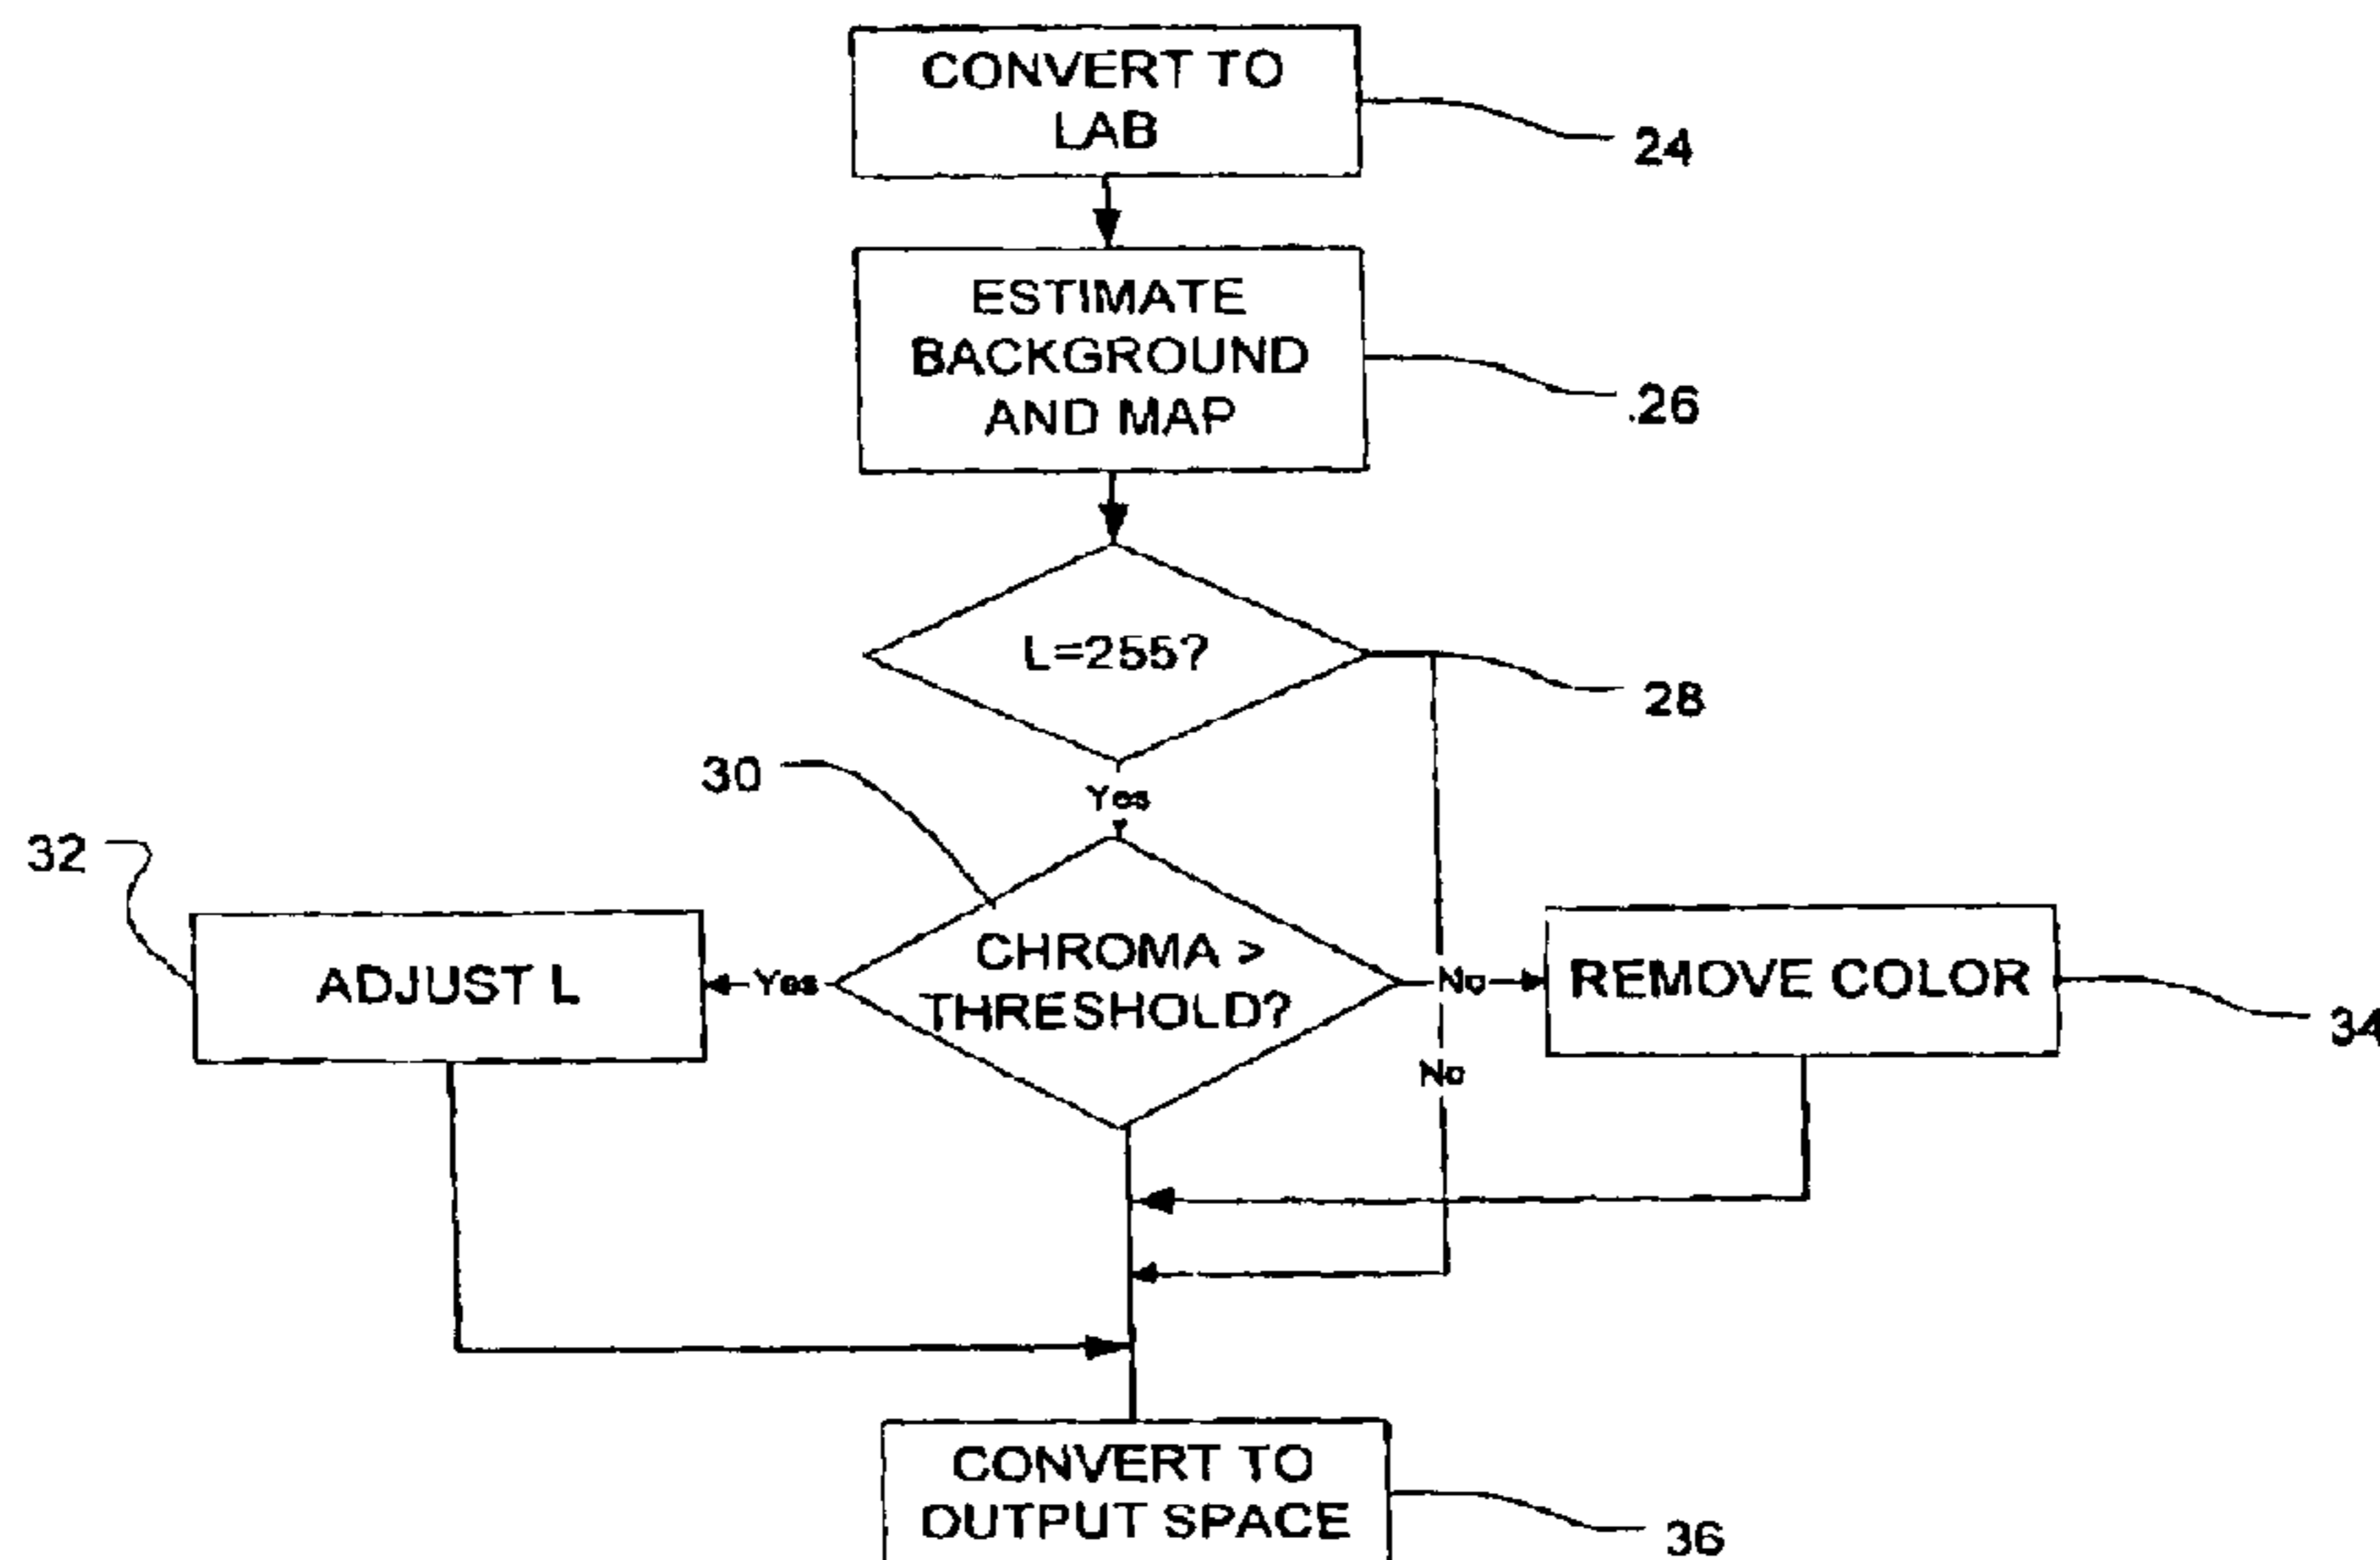 CONVERT TO
LAB
24
ESTIMATE
BACKGROUND
AND MAP
.26
L=255?
28
Yes
30
32
ADJUST L
Yes
CHROMA >
THRESHOLD?
No
REMOVE COLOR
34
No
CONVERT TO
OUTPUT SPACE
36